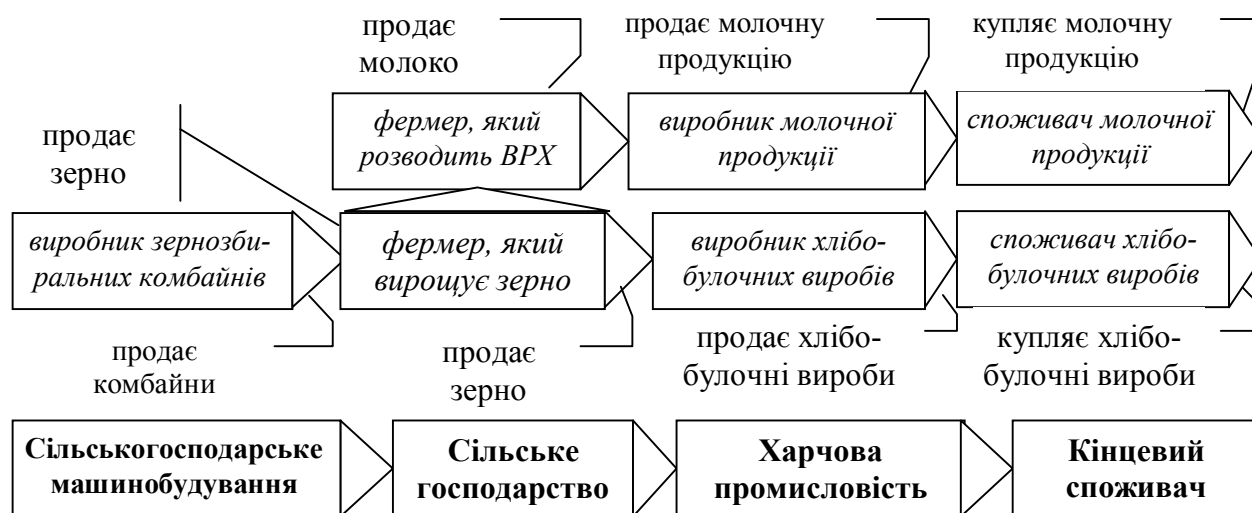 продає
молоко
продає молочну
продукцію
купляє молочну
продукцію
продає
зерно
фермер, який
розводить ВРХ
виробник молочної
продукції
споживач молочної
продукції
виробник зернозби-
ральних комбайнів
фермер, який
вирощує зерно
виробник хлібо-
булочних виробів
споживач хлібо-
булочних виробів
продає
комбайни
продає
зерно
продає хлібо-
булочні вироби
купляє хлібо-
булочні вироби
Сільськогосподарське
машинобудування
Сільське
господарство
Харчова
промисловість
Кінцевий
споживач